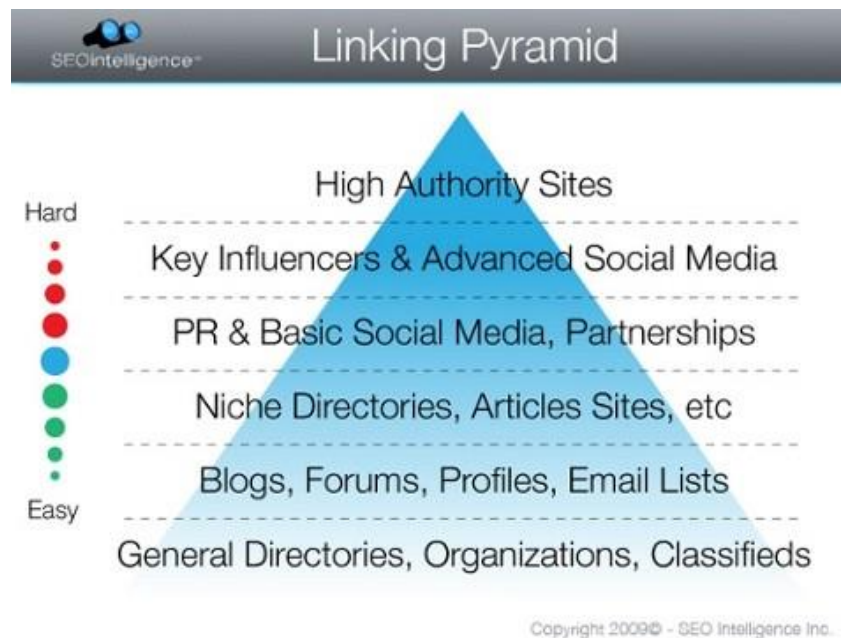 SEOintelligence™
Linking Pyramid
High Authority Sites
Hard
Key Influencers & Advanced Social Media
PR & Basic Social Media, Partnerships
Niche Directories, Articles Sites, etc
Blogs, Forums, Profiles, Email Lists
Easy
General Directories, Organizations, Classifieds
Copyright 2009© - SEO Intelligence Inc.